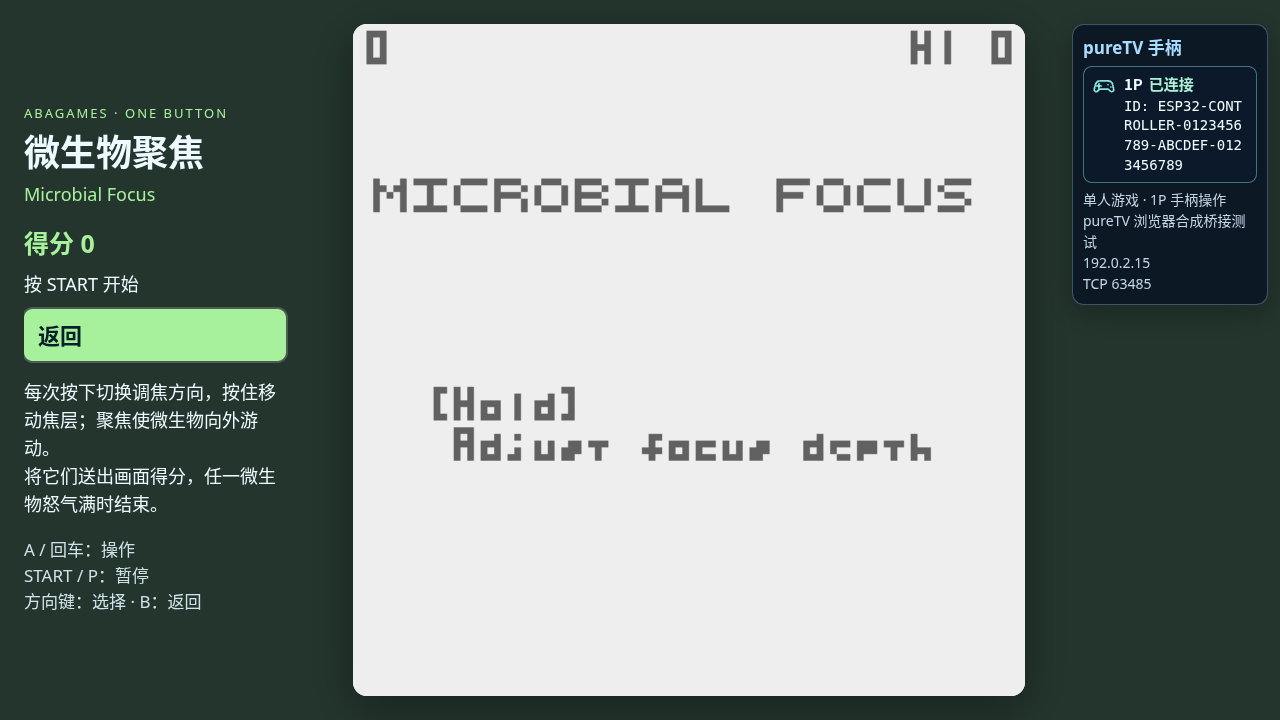 ABAGAMES · ONE BUTTON
微生物聚焦
Microbial Focus
得分 0
按 START 开始
返回
每次按下切换调焦方向，按住移
动焦层；聚焦使微生物向外游
动。
将它们送出画面得分，任一微生
物怒气满时结束。
A / 回车：操作
START / P：暂停
方向键：选择 · B：返回
0 HI 0
MICROBIAL FOCUS
[Hold]
Adjust focus depth
pureTV 手柄
1P 已连接
ID: ESP32-CONT
ROLLER-0123456
789-ABCDEF-012
3456789
单人游戏 · 1P 手柄操作
pureTV 浏览器合成桥接测
试
192.0.2.15
TCP 63485